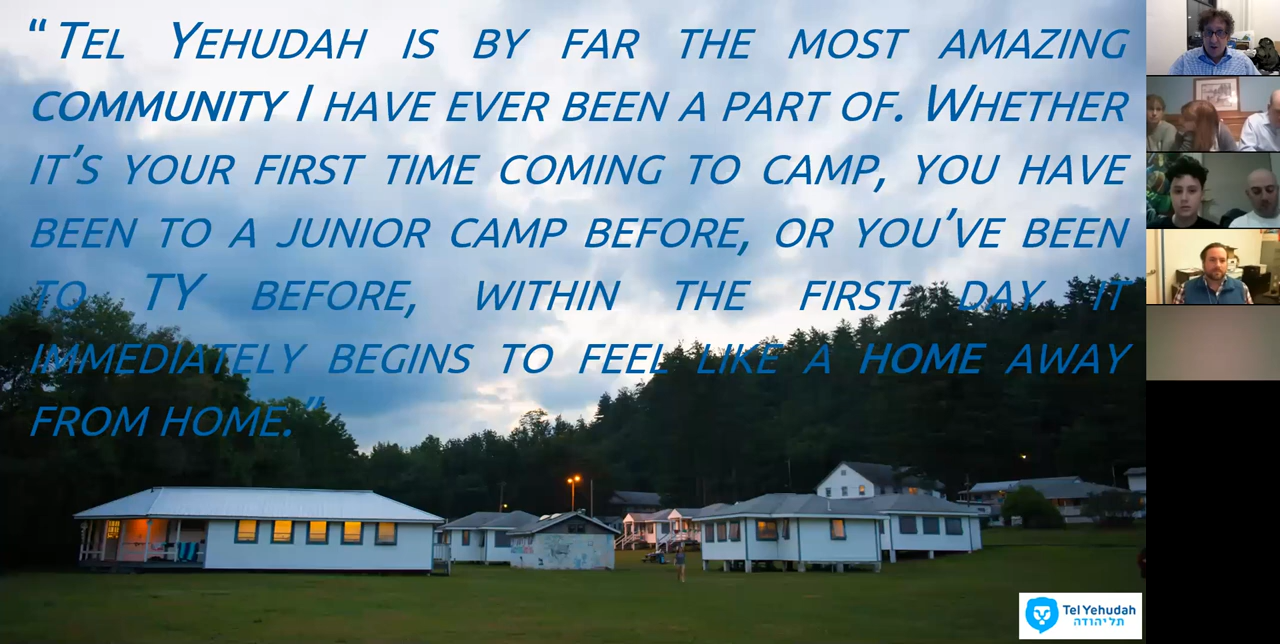 “Tel Yehudah is by far the most amazing
community I have ever been a part of. Whether
it’s your first time coming to camp, you have
been to a junior camp before, or you’ve been
to TY before, within the first day it
immediately begins to feel like a home away
from home.”
Tel Yehudah
תל יהודה